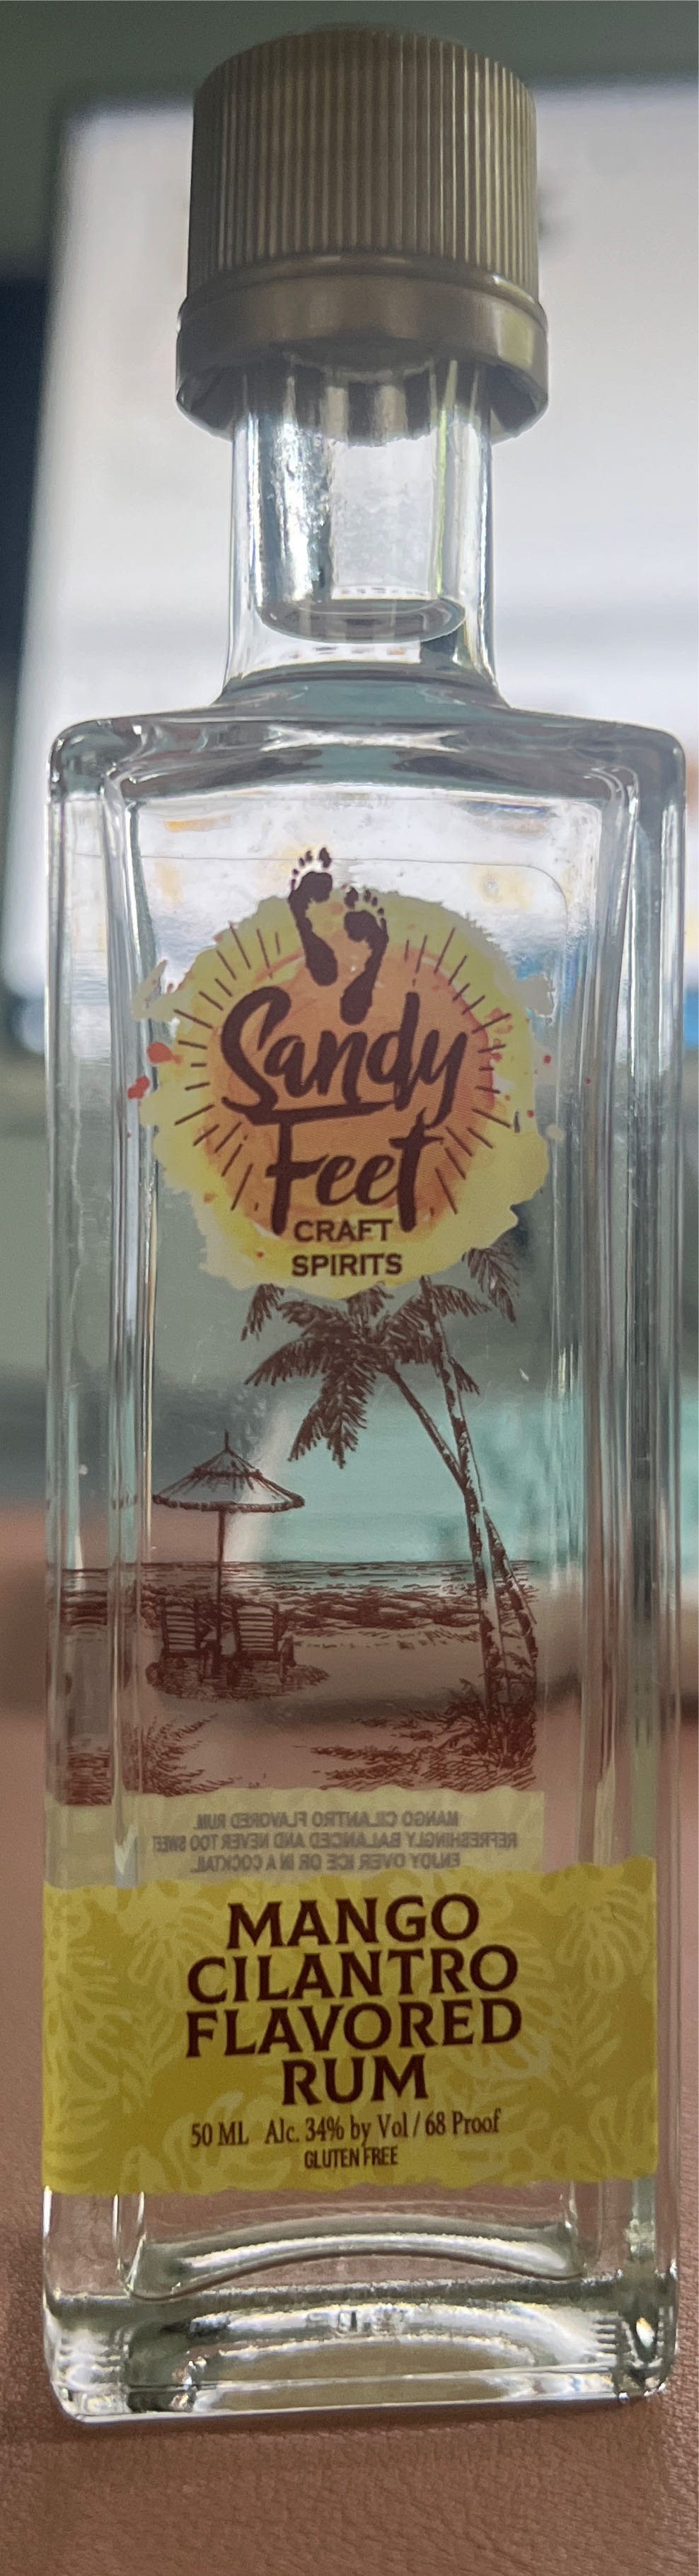 Sandy
Feet
CRAFT
SPIRITS
MANGO CILANTRO FLAVORED RUM.
REFRESHINGLY BALANCED AND NEVER TOO SWEET
ENJOY OVER ICE OR IN A COCKTAIL.
MANGO
CILANTRO
FLAVORED
RUM
50 ML Alc. 34% by Vol / 68 Proof
GLUTEN FREE